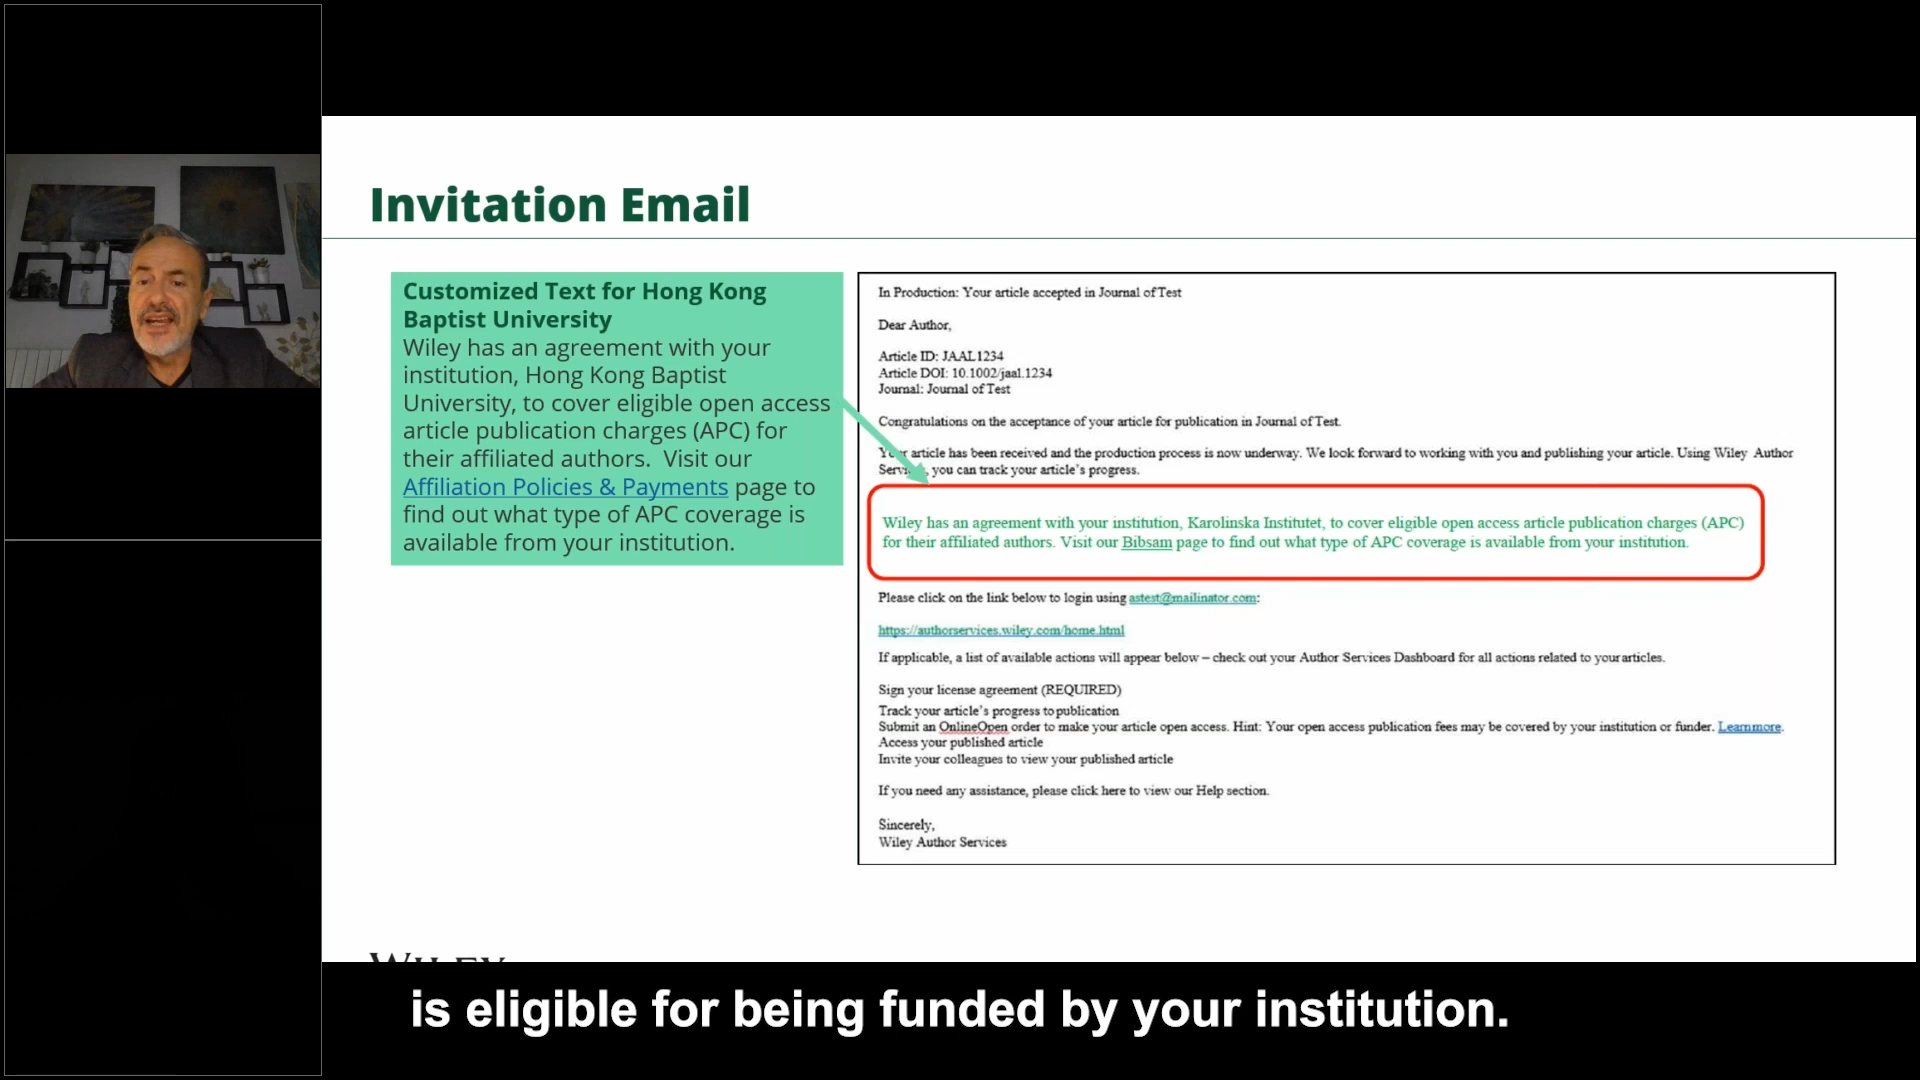 Invitation Email
Customized Text for Hong Kong
Baptist University
Wiley has an agreement with your
institution, Hong Kong Baptist
University, to cover eligible open access
article publication charges (APC) for
their affiliated authors.  Visit our
Affiliation Policies & Payments page to
find out what type of APC coverage is
available from your institution.
In Production: Your article accepted in Journal of Test
Dear Author,
Article ID: JAAL1234
Article DOI: 10.1002/jaal.1234
Journal: Journal of Test
Congratulations on the acceptance of your article for publication in Journal of Test.
Your article has been received and the production process is now underway. We look forward to working with you and publishing your article. Using Wiley Author
Services, you can track your article's progress.
Wiley has an agreement with your institution, Karolinska Institutet, to cover eligible open access article publication charges (APC)
for their affiliated authors. Visit our Bibsam page to find out what type of APC coverage is available from your institution.
Please click on the link below to login using astest@mailinator.com:
https://authorservices.wiley.com/home.html
If applicable, a list of available actions will appear below – check out your Author Services Dashboard for all actions related to your articles.
Sign your license agreement (REQUIRED)
Track your article's progress to publication
Submit an OnlineOpen order to make your article open access. Hint: Your open access publication fees may be covered by your institution or funder. Learn more.
Access your published article
Invite your colleagues to view your published article
If you need any assistance, please click here to view our Help section.
Sincerely,
Wiley Author Services
WILEY
is eligible for being funded by your institution.